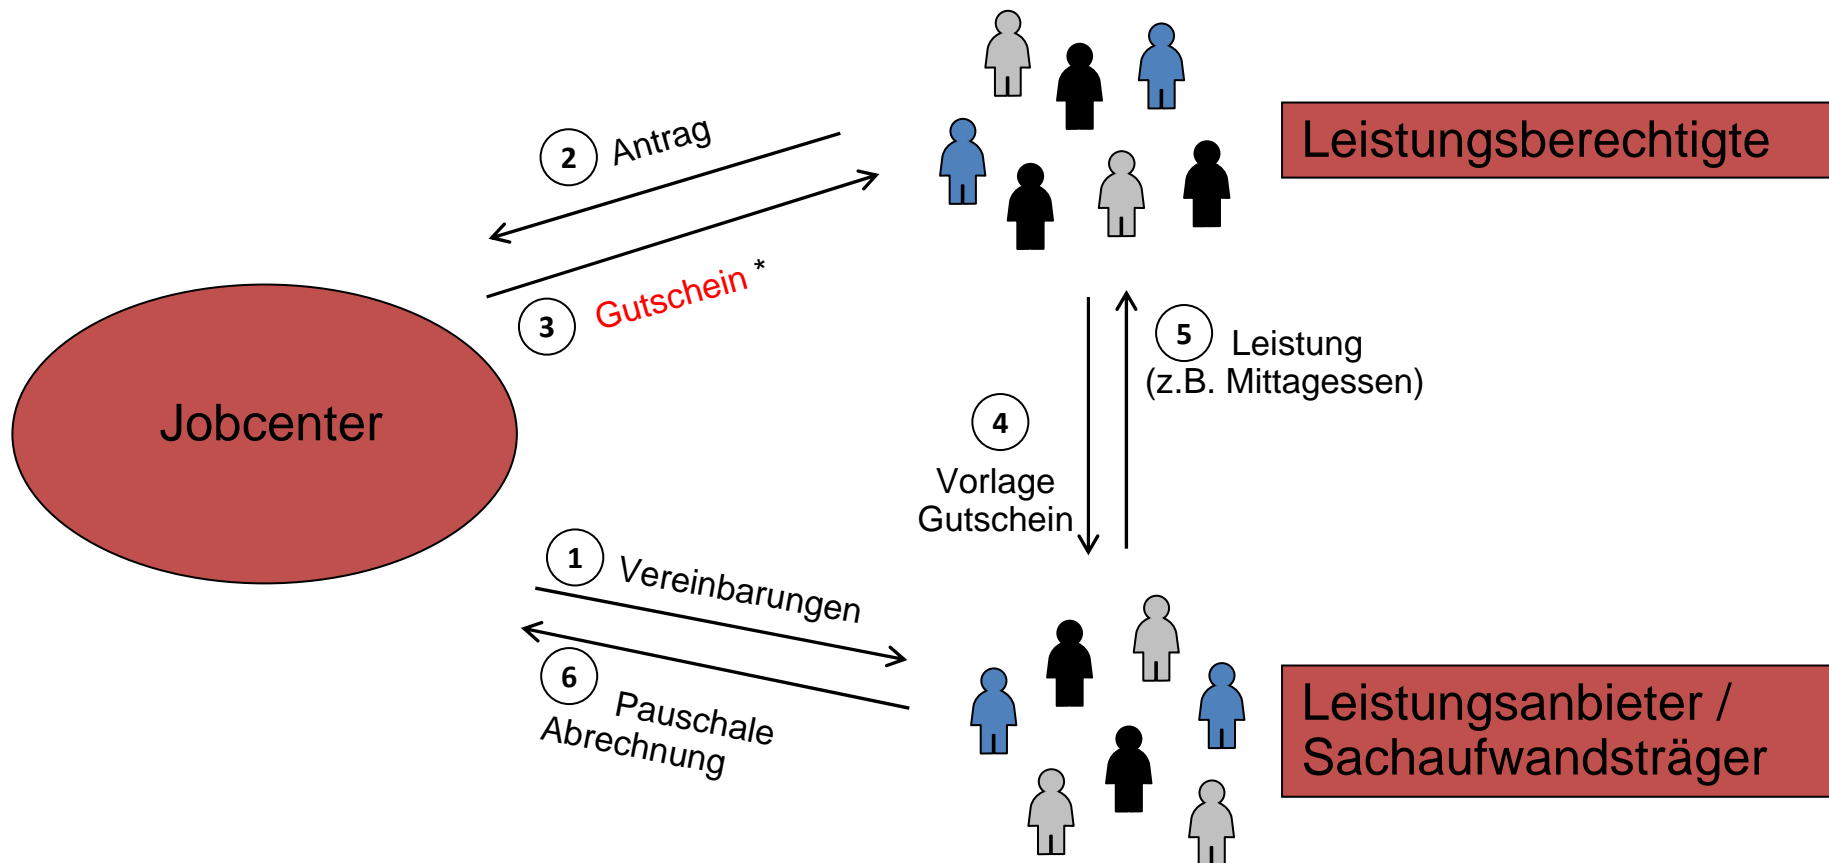 2 Antrag
Leistungsberechtigte
3 Gutschein *
5 Leistung
(z.B. Mittagessen)
Jobcenter
4
Vorlage
Gutschein
1 Vereinbarungen
6 Pauschale
Abrechnung
Leistungsanbieter /
Sachaufwandsträger